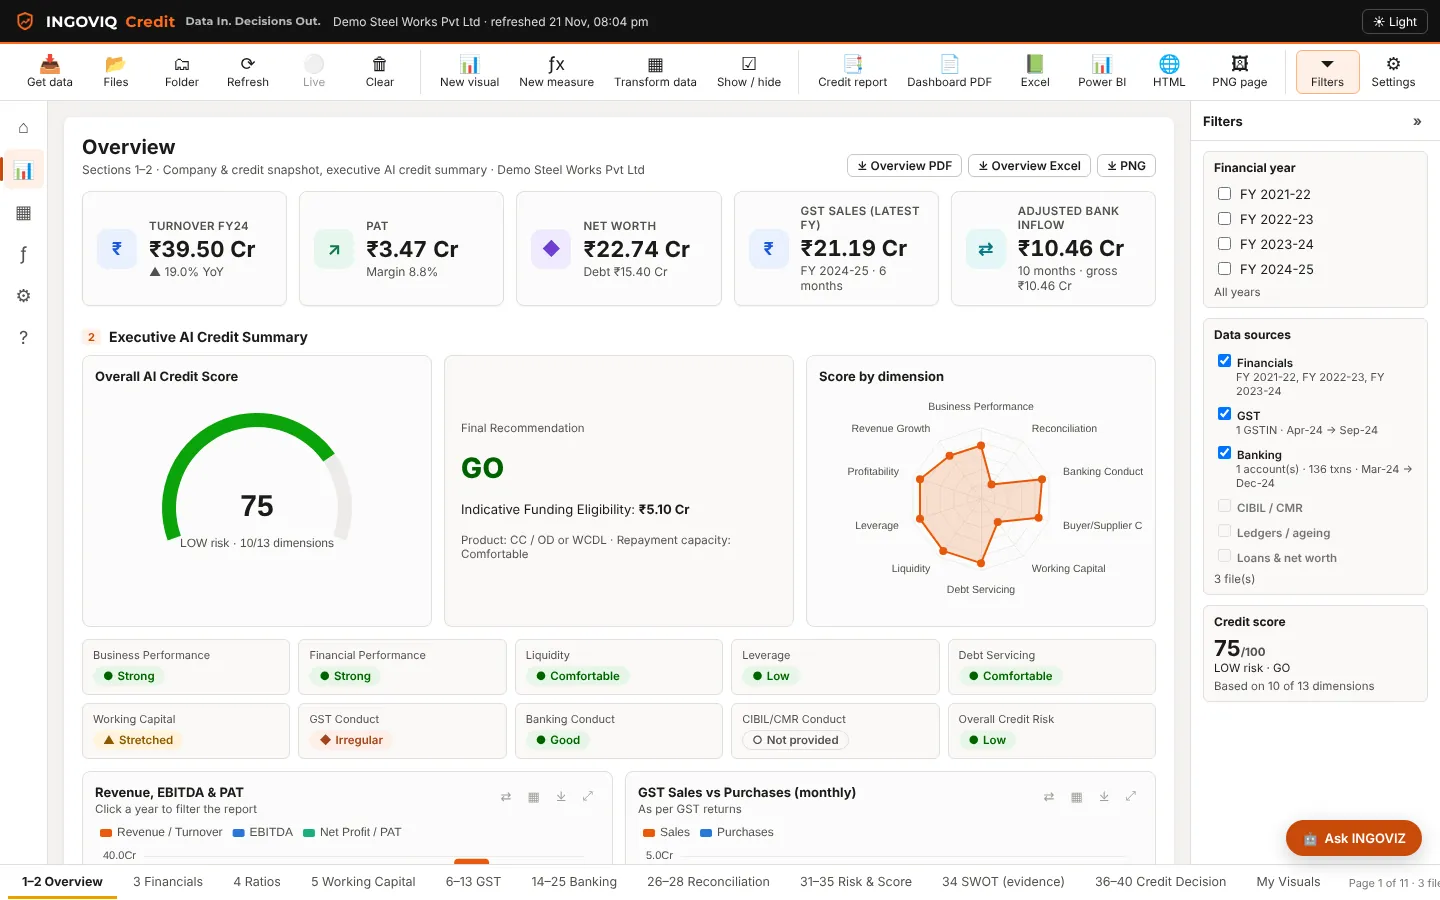 INGOVIQ Credit Data In. Decisions Out. Demo Steel Works Pvt Ltd · refreshed 21 Nov, 08:04 pm
Light
Get data Files Folder Refresh Live Clear New visual New measure Transform data Show / hide Credit report Dashboard PDF Excel Power BI HTML PNG page Filters Settings
Overview
Sections 1–2 · Company & credit snapshot, executive AI credit summary · Demo Steel Works Pvt Ltd
Overview PDF Overview Excel PNG
TURNOVER FY24
₹39.50 Cr
▲ 19.0% YoY
PAT
₹3.47 Cr
Margin 8.8%
NET WORTH
₹22.74 Cr
Debt ₹15.40 Cr
GST SALES (LATEST
FY)
₹21.19 Cr
FY 2024-25 · 6
months
ADJUSTED BANK
INFLOW
₹10.46 Cr
10 months · gross
₹10.46 Cr
2 Executive AI Credit Summary
Overall AI Credit Score
75
LOW risk · 10/13 dimensions
Final Recommendation
GO
Indicative Funding Eligibility: ₹5.10 Cr
Product: CC / OD or WCDL · Repayment capacity:
Comfortable
Score by dimension
Business Performance
Revenue Growth Reconciliation
Profitability Banking Conduct
Leverage Buyer/Supplier C
Liquidity Working Capital
Debt Servicing
Business Performance
Strong
Financial Performance
Strong
Liquidity
Comfortable
Leverage
Low
Debt Servicing
Comfortable
Working Capital
Stretched
GST Conduct
Irregular
Banking Conduct
Good
CIBIL/CMR Conduct
Not provided
Overall Credit Risk
Low
Revenue, EBITDA & PAT
Click a year to filter the report
Revenue / Turnover EBITDA Net Profit / PAT
40.0Cr
GST Sales vs Purchases (monthly)
As per GST returns
Sales Purchases
5.0Cr
Filters »
Financial year
FY 2021-22
FY 2022-23
FY 2023-24
FY 2024-25
All years
Data sources
Financials
FY 2021-22, FY 2022-23, FY
2023-24
GST
1 GSTIN · Apr-24 → Sep-24
Banking
1 account(s) · 136 txns · Mar-24 →
Dec-24
CIBIL / CMR
Ledgers / ageing
Loans & net worth
3 file(s)
Credit score
75/100
LOW risk · GO
Based on 10 of 13 dimensions
Ask INGOVIZ
1–2 Overview 3 Financials 4 Ratios 5 Working Capital 6–13 GST 14–25 Banking 26–28 Reconciliation 31–35 Risk & Score 34 SWOT (evidence) 36–40 Credit Decision My Visuals Page 1 of 11 · 3 file